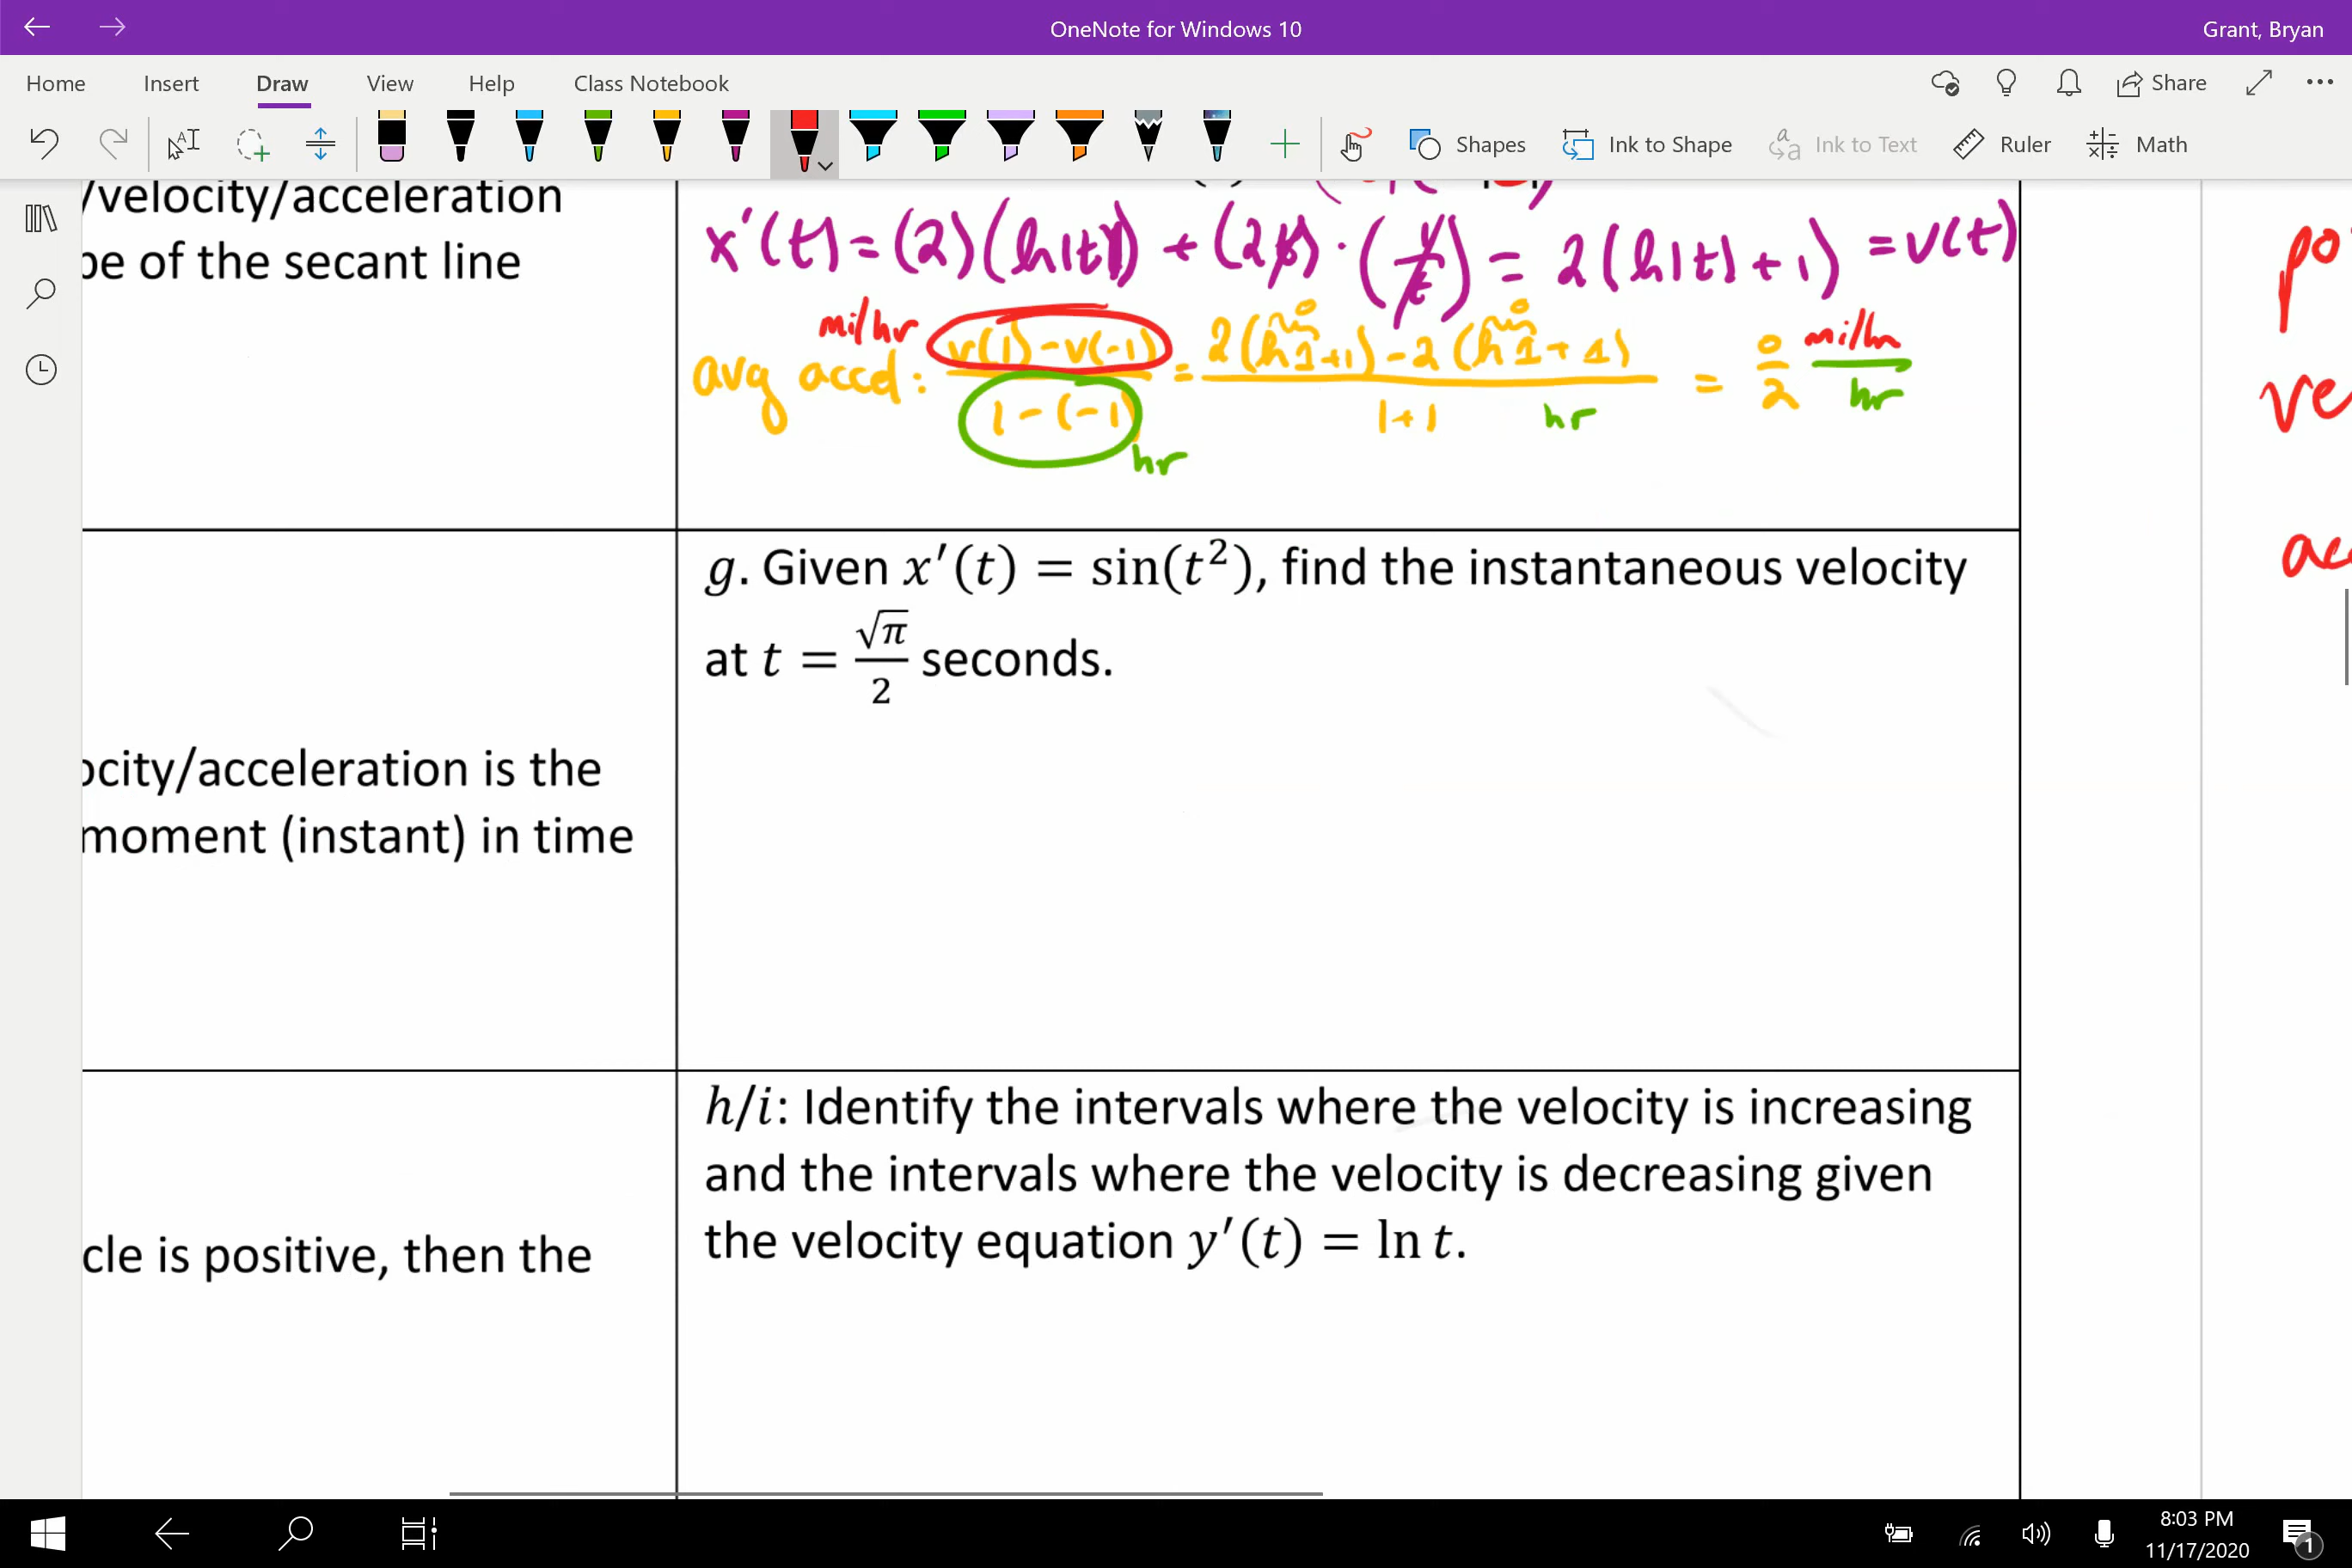 OneNote for Windows 10
Grant, Bryan
Home Insert Draw View Help Class Notebook
Share
Shapes Ink to Shape Ink to Text Ruler Math
/velocity/acceleration
pe of the secant line
x'(t) = (2)(ln|t|) + (2t)·(1/t) = 2(ln|t| + 1) = v(t)
mi/hr
avg accel: v(1) - v(-1) / 1 - (-1) = 2(ln 1 + 1) - 2(ln 1 + 1) / 1 + 1 = 0/2 mi/hr / hr
0 0
hr hr
po
ve
g. Given x′(t) = sin(t²), find the instantaneous velocity
at t = √π/2 seconds.
ocity/acceleration is the
moment (instant) in time
h/i: Identify the intervals where the velocity is increasing
and the intervals where the velocity is decreasing given
the velocity equation y′(t) = ln t.
cle is positive, then the
8:03 PM
11/17/2020
1